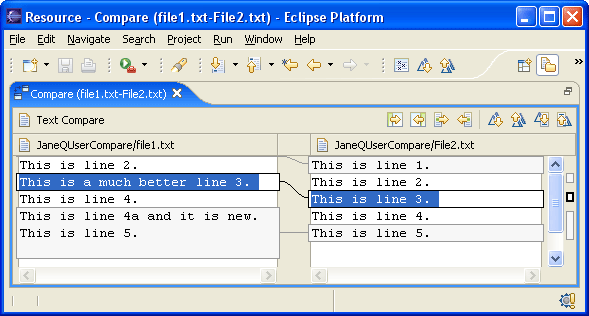 Resource - Compare (file1.txt-File2.txt) - Eclipse Platform
File Edit Navigate Search Project Run Window Help
Compare (file1.txt-File2.txt)
Text Compare
JaneQUserCompare/file1.txt
This is line 2.
This is a much better line 3.
This is line 4.
This is line 4a and it is new.
This is line 5.
JaneQUserCompare/File2.txt
This is line 1.
This is line 2.
This is line 3.
This is line 4.
This is line 5.